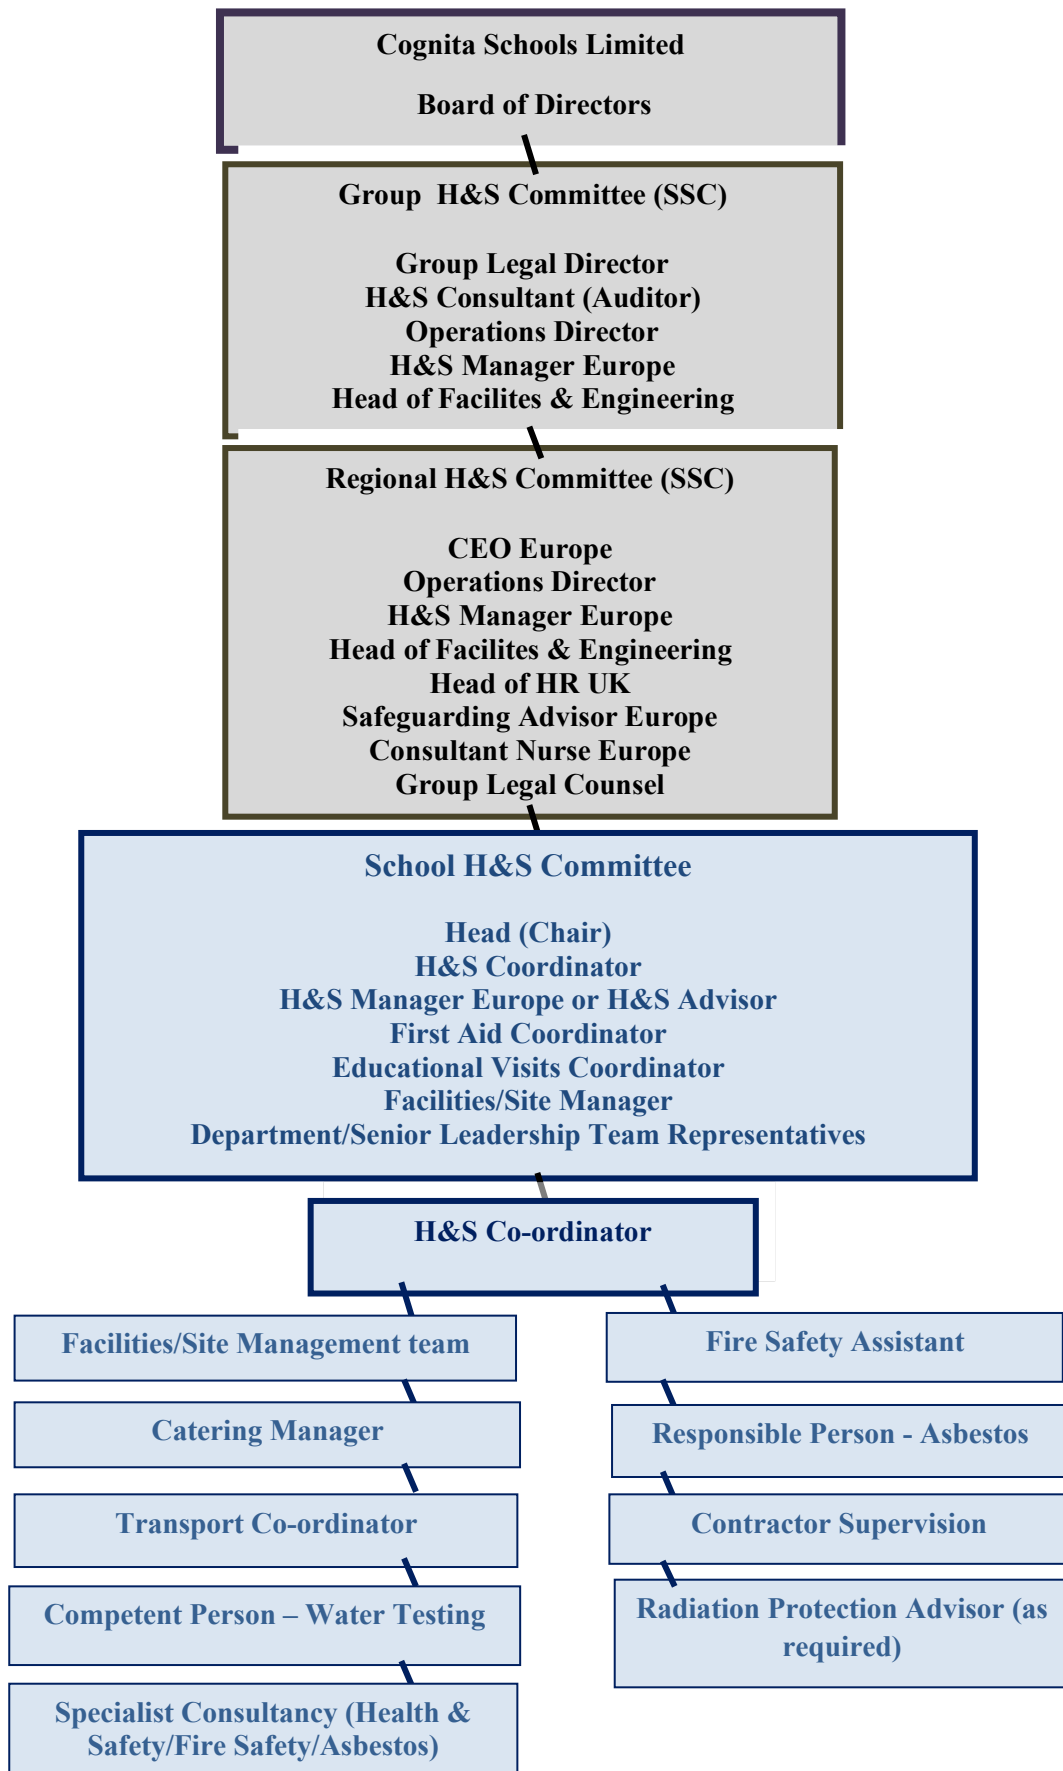 Cognita Schools Limited
Board of Directors
Group H&S Committee (SSC)
Group Legal Director
H&S Consultant (Auditor)
Operations Director
H&S Manager Europe
Head of Facilites & Engineering
Regional H&S Committee (SSC)
CEO Europe
Operations Director
H&S Manager Europe
Head of Facilites & Engineering
Head of HR UK
Safeguarding Advisor Europe
Consultant Nurse Europe
Group Legal Counsel
School H&S Committee
Head (Chair)
H&S Coordinator
H&S Manager Europe or H&S Advisor
First Aid Coordinator
Educational Visits Coordinator
Facilities/Site Manager
Department/Senior Leadership Team Representatives
H&S Co-ordinator
Facilities/Site Management team
Catering Manager
Transport Co-ordinator
Competent Person – Water Testing
Specialist Consultancy (Health &
Safety/Fire Safety/Asbestos)
Fire Safety Assistant
Responsible Person - Asbestos
Contractor Supervision
Radiation Protection Advisor (as
required)